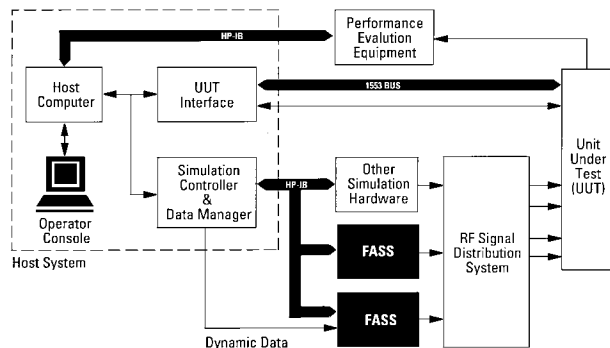 HP-IB
Performance
Evalution
Equipment
Host
Computer
UUT
Interface
1553 BUS
Unit
Under
Test
(UUT)
Simulation
Controller
&
Data Manager
HP-IB
Other
Simulation
Hardware
Operator
Console
FASS
RF Signal
Distribution
System
Host System
FASS
Dynamic Data